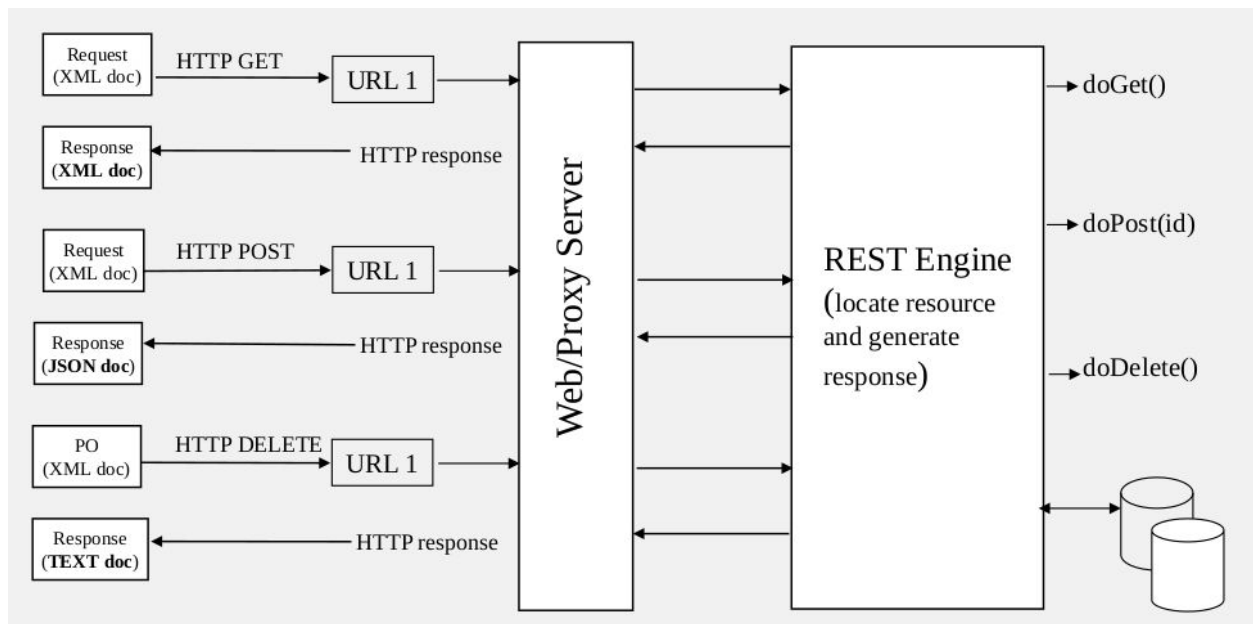 Request
(XML doc)
HTTP GET
URL 1
Response
(XML doc)
HTTP response
Request
(XML doc)
HTTP POST
URL 1
Response
(JSON doc)
HTTP response
PO
(XML doc)
HTTP DELETE
URL 1
Response
(TEXT doc)
HTTP response
Web/Proxy Server
REST Engine
(locate resource
and generate
response)
doGet()
doPost(id)
doDelete()